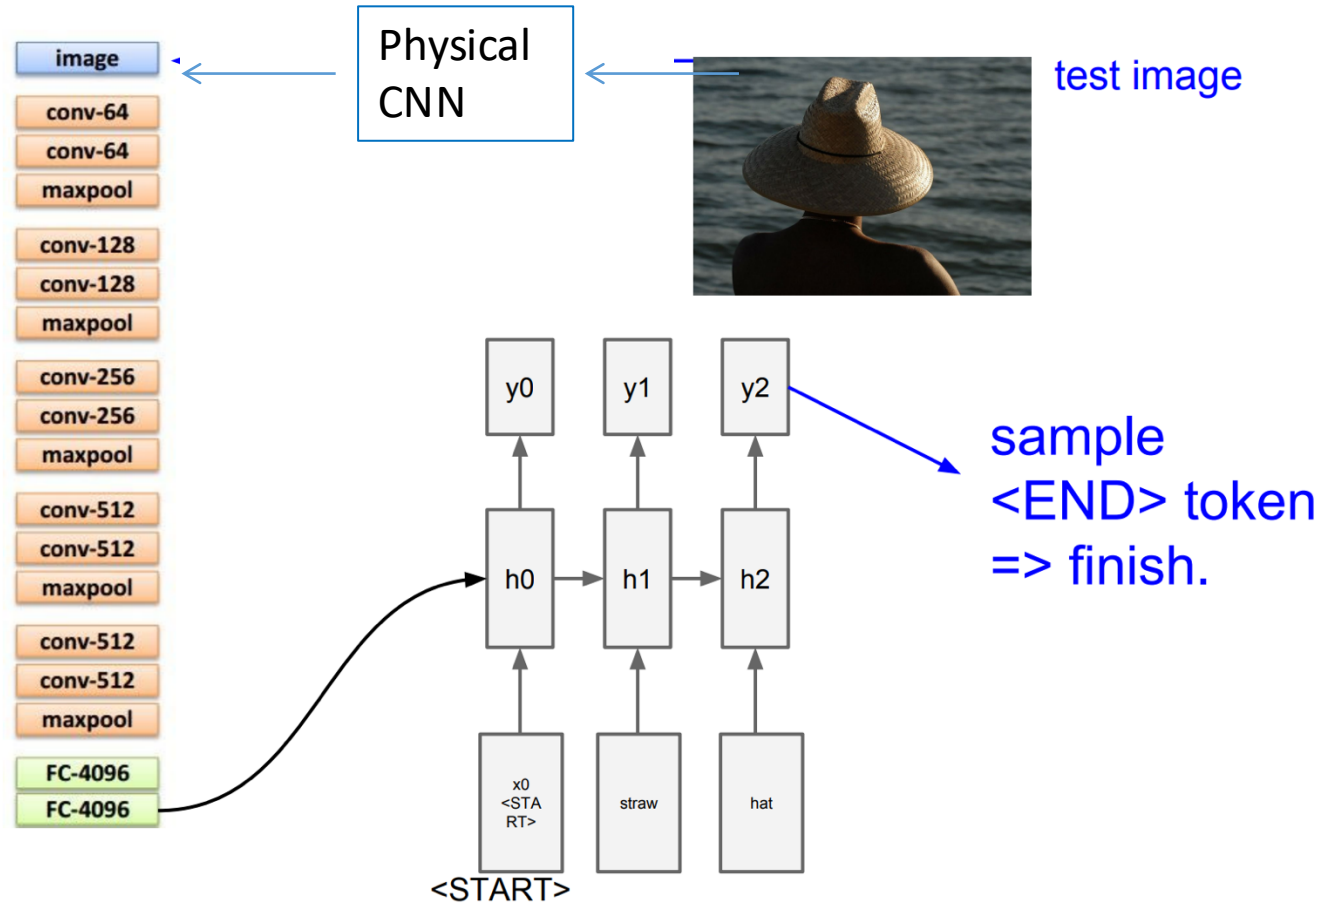 image
conv-64
conv-64
maxpool
conv-128
conv-128
maxpool
conv-256
conv-256
maxpool
conv-512
conv-512
maxpool
conv-512
conv-512
maxpool
FC-4096
FC-4096
Physical
CNN
test image
y0
y1
y2
h0
h1
h2
x0
<STA
RT>
straw
hat
<START>
sample
<END> token
=> finish.